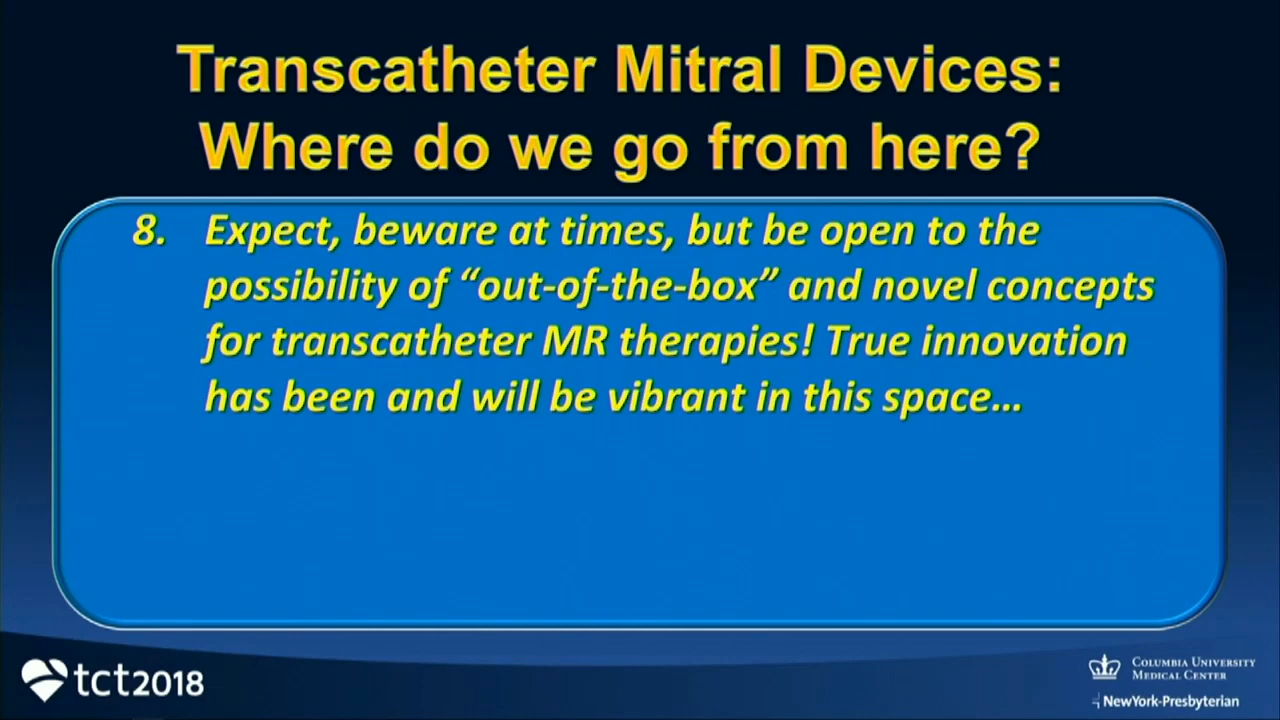 Transcatheter Mitral Devices:
Where do we go from here?
8. Expect, beware at times, but be open to the
possibility of “out-of-the-box” and novel concepts
for transcatheter MR therapies! True innovation
has been and will be vibrant in this space…
tct2018
COLUMBIA UNIVERSITY
MEDICAL CENTER
NewYork-Presbyterian